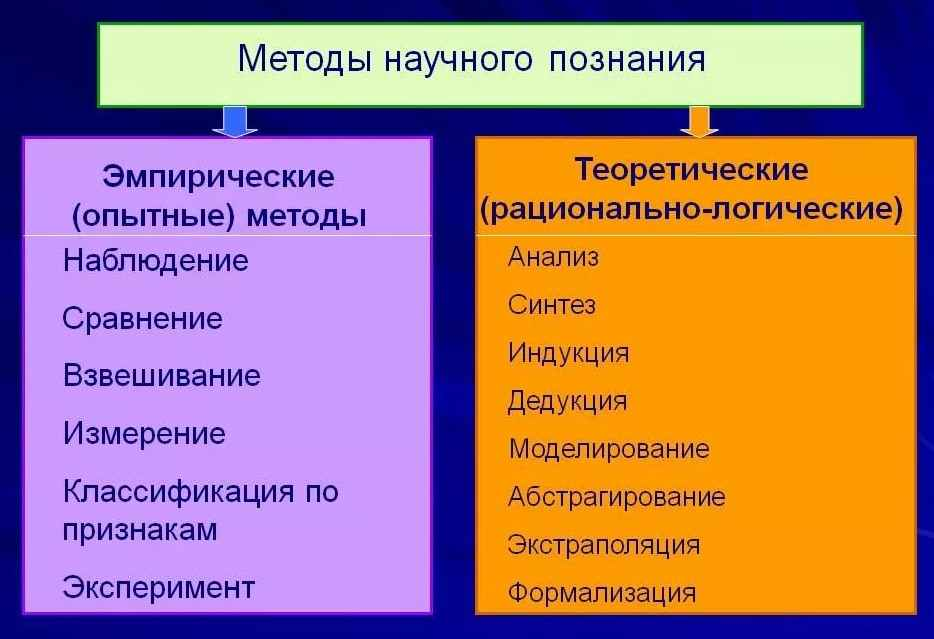 Методы научного познания
Эмпирические
(опытные) методы
Наблюдение
Сравнение
Взвешивание
Измерение
Классификация по
признакам
Эксперимент
Теоретические
(рационально-логические)
Анализ
Синтез
Индукция
Дедукция
Моделирование
Абстрагирование
Экстраполяция
Формализация